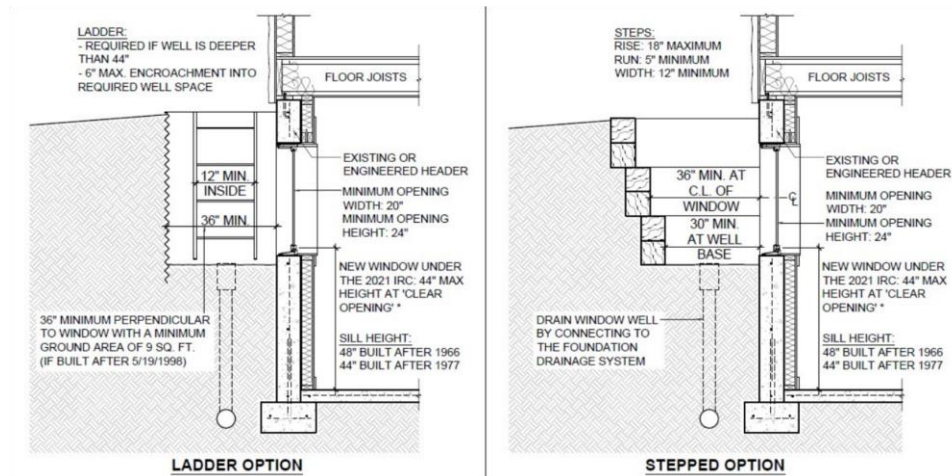 LADDER:
- REQUIRED IF WELL IS DEEPER
THAN 44"
- 6" MAX. ENCROACHMENT INTO
REQUIRED WELL SPACE
FLOOR JOISTS
12" MIN.
INSIDE
36" MIN.
EXISTING OR
ENGINEERED HEADER
MINIMUM OPENING
WIDTH: 20"
MINIMUM OPENING
HEIGHT: 24"
NEW WINDOW UNDER
THE 2021 IRC: 44" MAX
HEIGHT AT 'CLEAR
OPENING' *
SILL HEIGHT:
48" BUILT AFTER 1966
44" BUILT AFTER 1977
36" MINIMUM PERPENDICULAR
TO WINDOW WITH A MINIMUM
GROUND AREA OF 9 SQ. FT.
(IF BUILT AFTER 5/19/1998)
LADDER OPTION
STEPS:
RISE: 18" MAXIMUM
RUN: 5" MINIMUM
WIDTH: 12" MINIMUM
FLOOR JOISTS
36" MIN. AT
C.L. OF
WINDOW
30" MIN.
AT WELL
BASE
℄
EXISTING OR
ENGINEERED HEADER
MINIMUM OPENING
WIDTH: 20"
MINIMUM OPENING
HEIGHT: 24"
NEW WINDOW UNDER
THE 2021 IRC: 44" MAX
HEIGHT AT 'CLEAR
OPENING' *
SILL HEIGHT:
48" BUILT AFTER 1966
44" BUILT AFTER 1977
DRAIN WINDOW WELL
BY CONNECTING TO
THE FOUNDATION
DRAINAGE SYSTEM
STEPPED OPTION